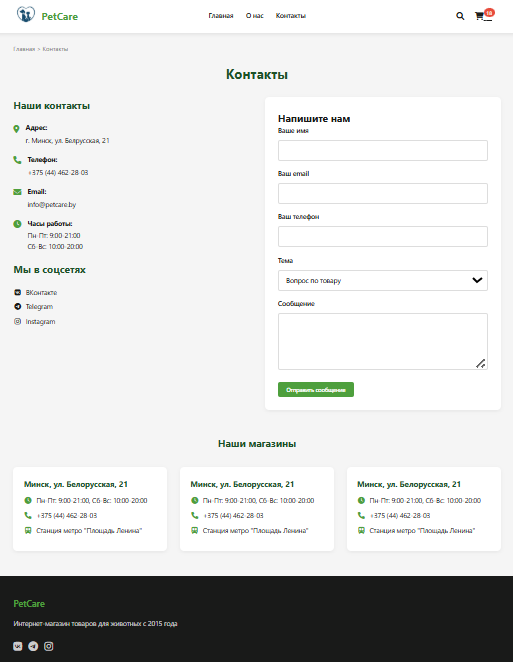 PetCare
Главная О нас Контакты
Главная > Контакты
Контакты
Наши контакты
Адрес:
г. Минск, ул. Белрусская, 21
Телефон:
+375 (44) 462-28-03
Email:
info@petcare.by
Часы работы:
Пн-Пт: 9:00-21:00
Сб-Вс: 10:00-20:00
Мы в соцсетях
ВКонтакте
Telegram
Instagram
Напишите нам
Ваше имя
Ваш email
Ваш телефон
Тема
Вопрос по товару
Сообщение
Отправить сообщение
Наши магазины
Минск, ул. Белорусская, 21
Пн-Пт: 9:00-21:00, Сб-Вс: 10:00-20:00
+375 (44) 462-28-03
Станция метро "Площадь Ленина"
Минск, ул. Белорусская, 21
Пн-Пт: 9:00-21:00, Сб-Вс: 10:00-20:00
+375 (44) 462-28-03
Станция метро "Площадь Ленина"
Минск, ул. Белорусская, 21
Пн-Пт: 9:00-21:00, Сб-Вс: 10:00-20:00
+375 (44) 462-28-03
Станция метро "Площадь Ленина"
PetCare
Интернет-магазин товаров для животных с 2015 года